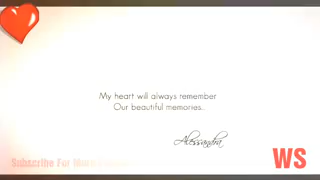 My heart will always remember
Our beautiful memories.
Alessandra
Subscribe For More
WS